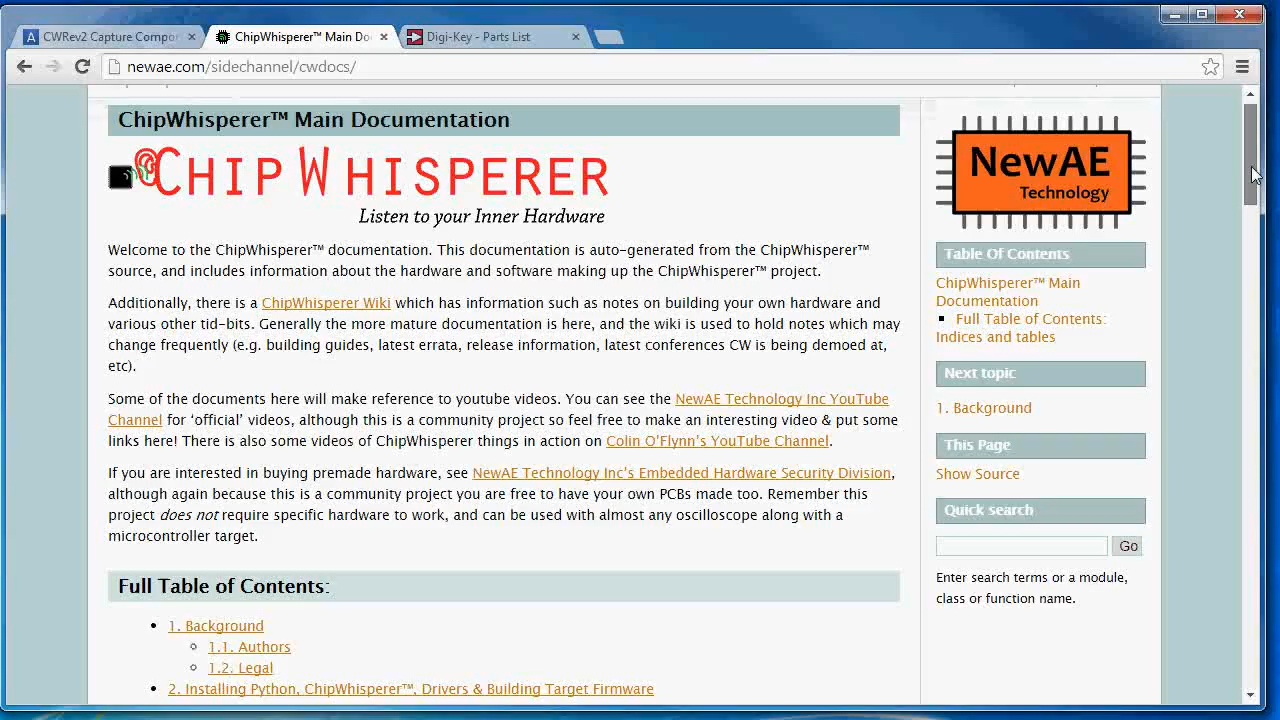 CWRev2 Capture Compo
ChipWhisperer™ Main Do
Digi-Key - Parts List
newae.com/sidechannel/cwdocs/
ChipWhisperer™ Main Documentation
CHIPWHISPERER
Listen to your Inner Hardware
Welcome to the ChipWhisperer™ documentation. This documentation is auto-generated from the ChipWhisperer™
source, and includes information about the hardware and software making up the ChipWhisperer™ project.
Additionally, there is a ChipWhisperer Wiki which has information such as notes on building your own hardware and
various other tid-bits. Generally the more mature documentation is here, and the wiki is used to hold notes which may
change frequently (e.g. building guides, latest errata, release information, latest conferences CW is being demoed at,
etc).
Some of the documents here will make reference to youtube videos. You can see the NewAE Technology Inc YouTube
Channel for ‘official’ videos, although this is a community project so feel free to make an interesting video & put some
links here! There is also some videos of ChipWhisperer things in action on Colin O’Flynn’s YouTube Channel.
If you are interested in buying premade hardware, see NewAE Technology Inc’s Embedded Hardware Security Division,
although again because this is a community project you are free to have your own PCBs made too. Remember this
project does not require specific hardware to work, and can be used with almost any oscilloscope along with a
microcontroller target.
Full Table of Contents:
1. Background
1.1. Authors
1.2. Legal
2. Installing Python, ChipWhisperer™, Drivers & Building Target Firmware
NewAE
Technology
Table Of Contents
ChipWhisperer™ Main
Documentation
Full Table of Contents:
Indices and tables
Next topic
1. Background
This Page
Show Source
Quick search
Go
Enter search terms or a module,
class or function name.